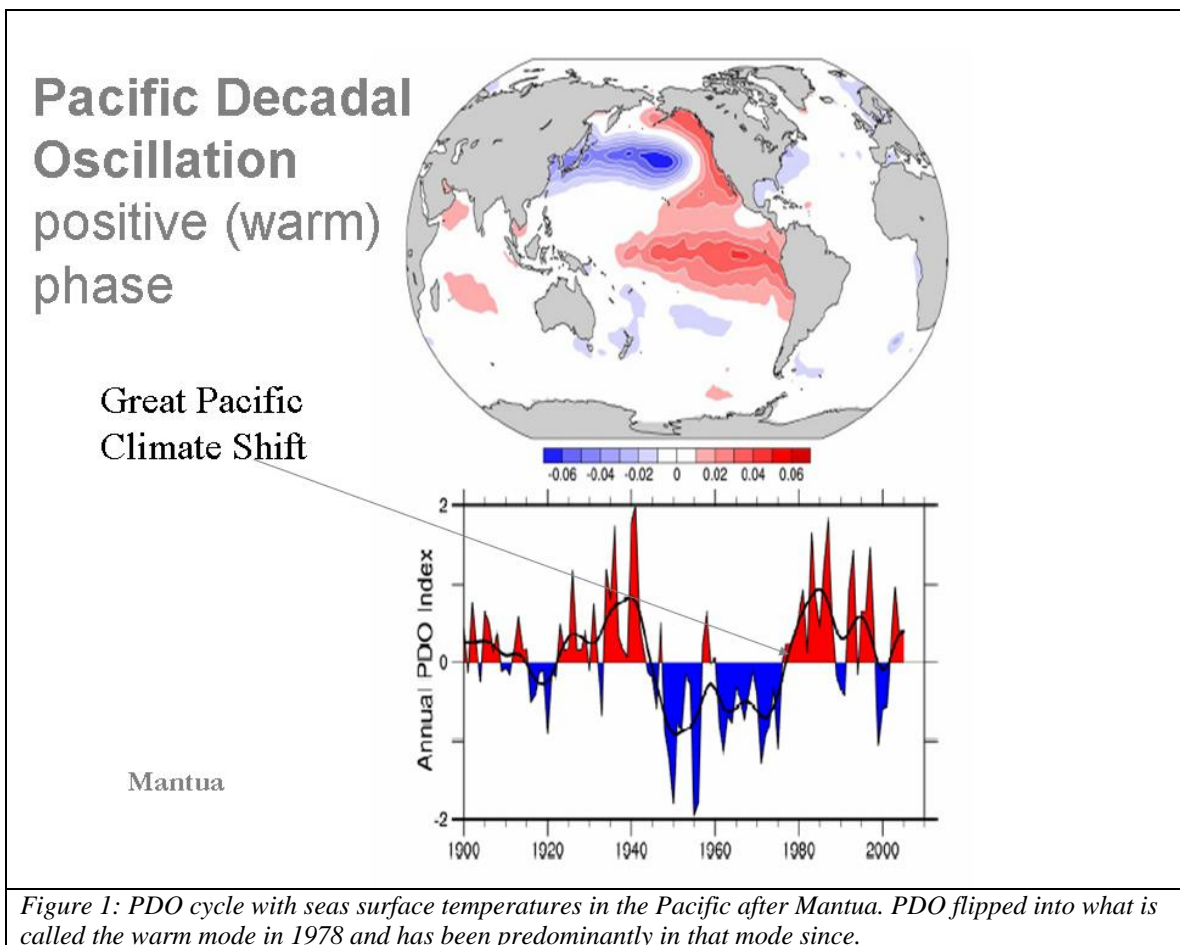 Pacific Decadal
Oscillation
positive (warm)
phase
Great Pacific
Climate Shift
-0.06 -0.04 -0.02 0 0.02 0.04 0.06
Annual PDO Index
2
0
-2
1900 1920 1940 1960 1980 2000
Mantua
Figure 1: PDO cycle with seas surface temperatures in the Pacific after Mantua. PDO flipped into what is
called the warm mode in 1978 and has been predominantly in that mode since.